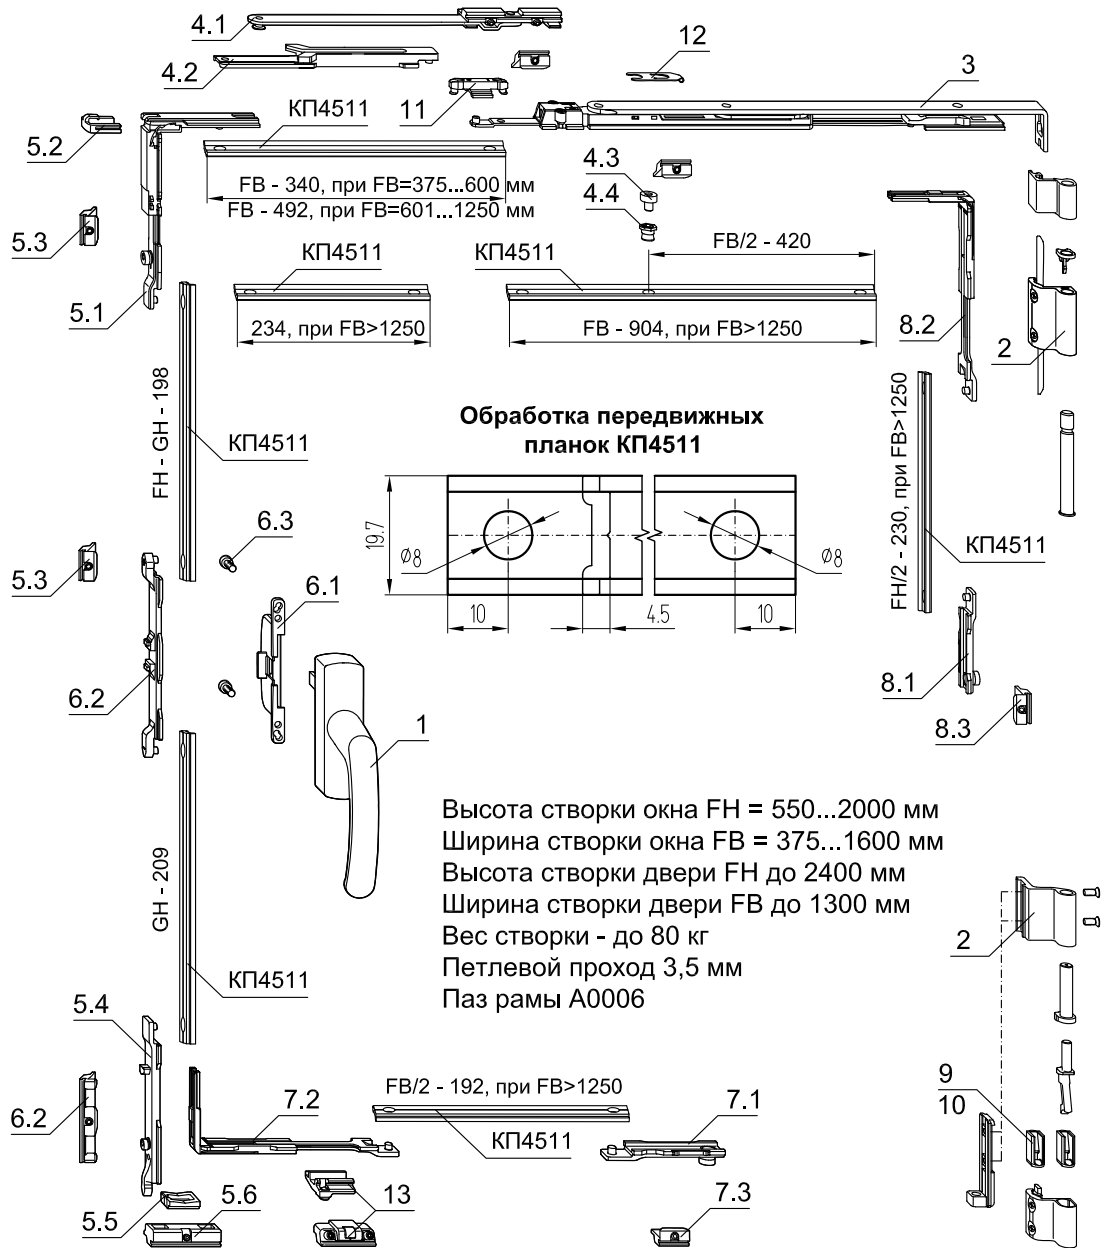 4.1
12
3
4.2
КП4511
11
5.2
4.3
FB - 340, при FB=375...600 мм
FB - 492, при FB=601...1250 мм
4.4
5.3
КП4511
КП4511
FB/2 - 420
5.1
234, при FB>1250
FB - 904, при FB>1250
8.2
2
FH - GH - 198
КП4511
Обработка передвижных
планок КП4511
FH/2 - 230, при FB>1250
КП4511
19.7
⌀8
⌀8
10
4.5
10
5.3
6.3
6.1
6.2
8.1
8.3
1
Высота створки окна FH = 550...2000 мм
Ширина створки окна FB = 375...1600 мм
Высота створки двери FH до 2400 мм
Ширина створки двери FB до 1300 мм
Вес створки - до 80 кг
Петлевой проход 3,5 мм
Паз рамы А0006
GH - 209
КП4511
2
5.4
6.2
7.2
FB/2 - 192, при FB>1250
КП4511
7.1
9
10
5.5
5.6
13
7.3